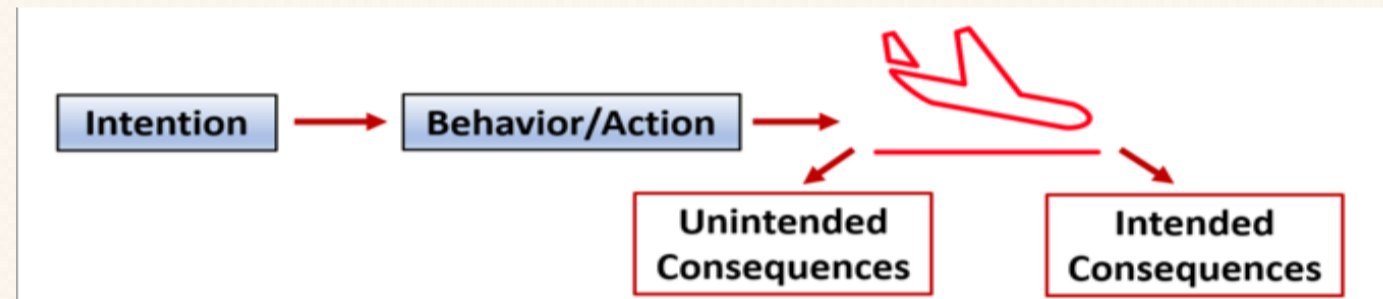 Intention
Behavior/Action
Unintended
Consequences
Intended
Consequences